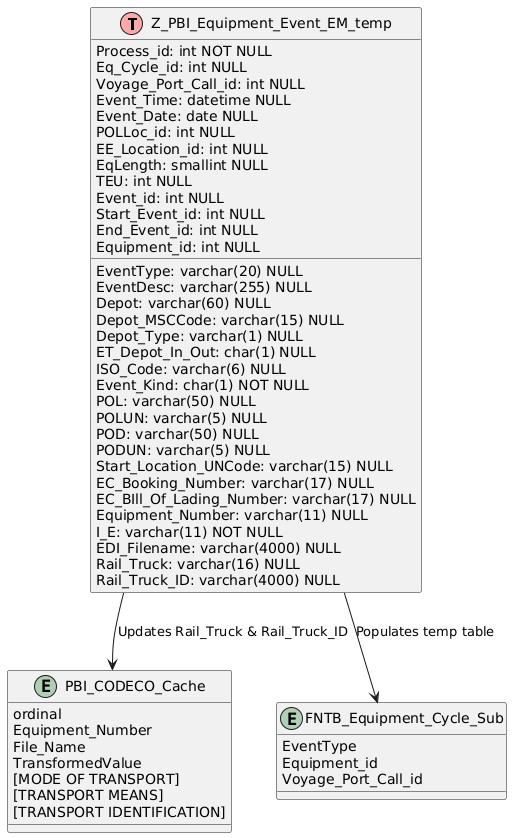 T Z_PBI_Equipment_Event_EM_temp
Process_id: int NOT NULL
Eq_Cycle_id: int NULL
Voyage_Port_Call_id: int NULL
Event_Time: datetime NULL
Event_Date: date NULL
POLLoc_id: int NULL
EE_Location_id: int NULL
EqLength: smallint NULL
TEU: int NULL
Event_id: int NULL
Start_Event_id: int NULL
End_Event_id: int NULL
Equipment_id: int NULL
EventType: varchar(20) NULL
EventDesc: varchar(255) NULL
Depot: varchar(60) NULL
Depot_MSCCode: varchar(15) NULL
Depot_Type: varchar(1) NULL
ET_Depot_In_Out: char(1) NULL
ISO_Code: varchar(6) NULL
Event_Kind: char(1) NOT NULL
POL: varchar(50) NULL
POLUN: varchar(5) NULL
POD: varchar(50) NULL
PODUN: varchar(5) NULL
Start_Location_UNCode: varchar(15) NULL
EC_Booking_Number: varchar(17) NULL
EC_BIll_Of_Lading_Number: varchar(17) NULL
Equipment_Number: varchar(11) NULL
I_E: varchar(11) NOT NULL
EDI_Filename: varchar(4000) NULL
Rail_Truck: varchar(16) NULL
Rail_Truck_ID: varchar(4000) NULL
Updates Rail_Truck & Rail_Truck_ID
Populates temp table
E PBI_CODECO_Cache
ordinal
Equipment_Number
File_Name
TransformedValue
[MODE OF TRANSPORT]
[TRANSPORT MEANS]
[TRANSPORT IDENTIFICATION]
E FNTB_Equipment_Cycle_Sub
EventType
Equipment_id
Voyage_Port_Call_id